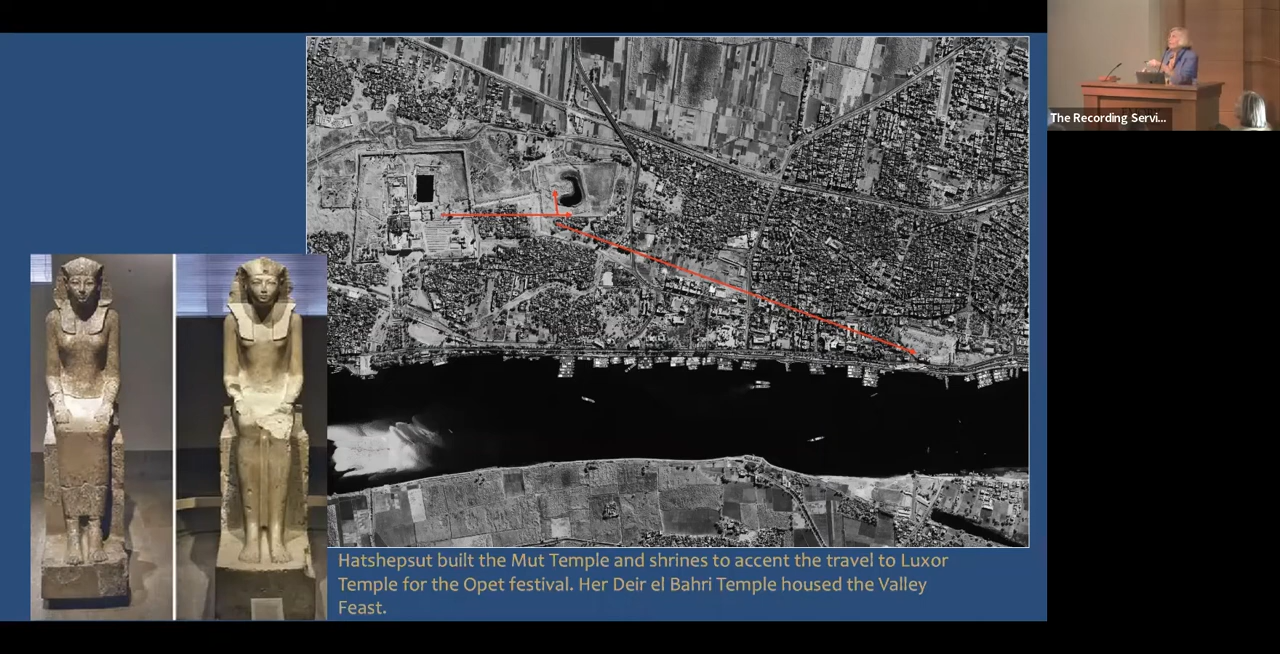 The Recording Servi...
Hatshepsut built the Mut Temple and shrines to accent the travel to Luxor
Temple for the Opet festival. Her Deir el Bahri Temple housed the Valley
Feast.